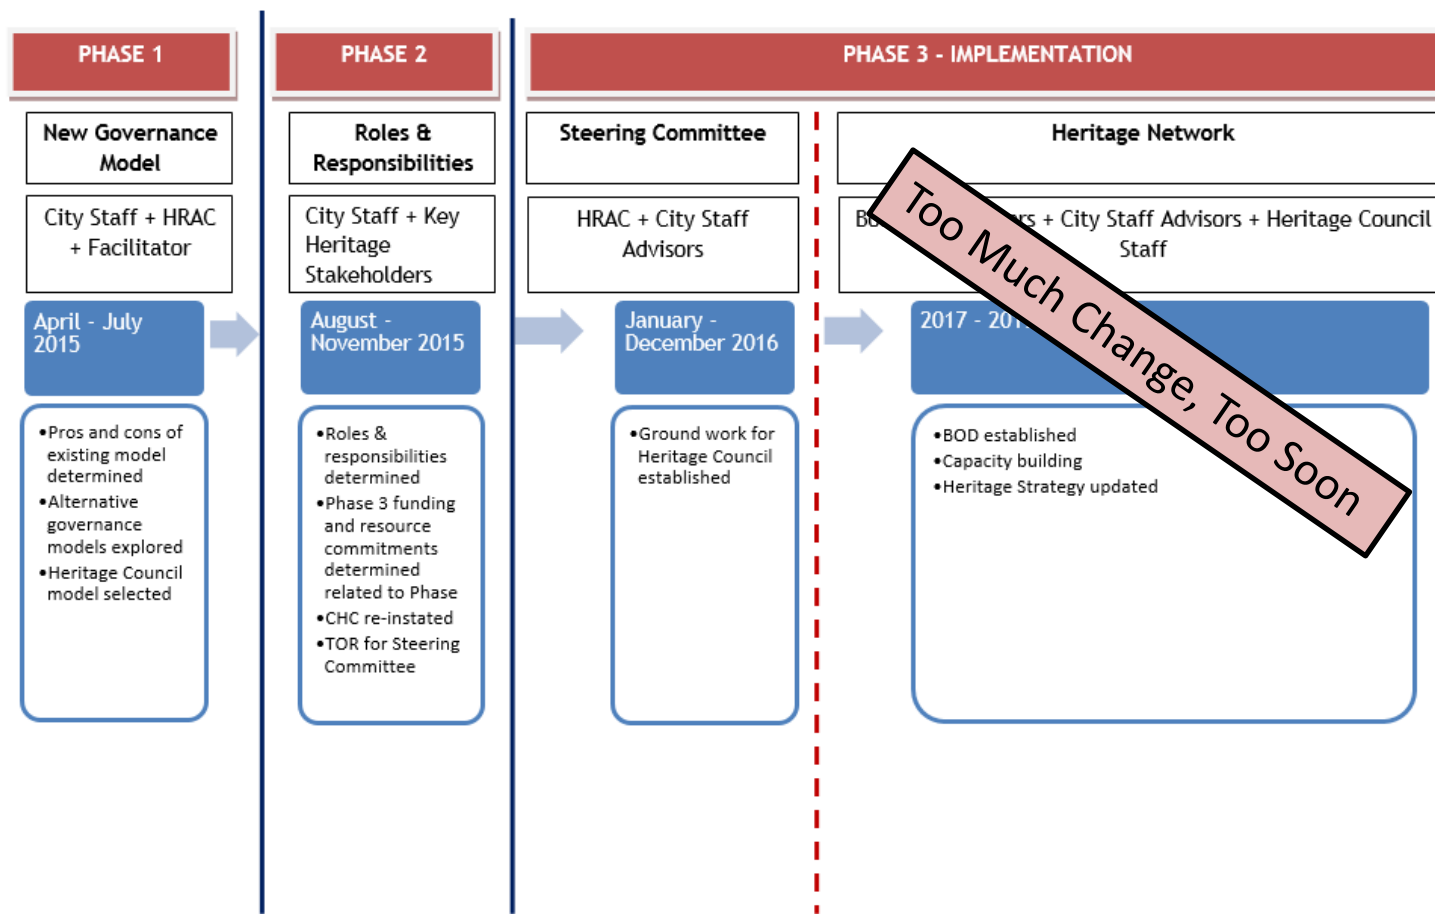 PHASE 1
PHASE 2
PHASE 3 - IMPLEMENTATION
New Governance
Model
Roles &
Responsibilities
Steering Committee
Heritage Network
City Staff + HRAC
+ Facilitator
City Staff + Key
Heritage
Stakeholders
HRAC + City Staff
Advisors
+ City Staff Advisors + Heritage Council
Staff
April - July
2015
August -
November 2015
January -
December 2016
2017 -
•Pros and cons of
existing model
determined
•Alternative
governance
models explored
•Heritage Council
model selected
•Roles &
responsibilities
determined
•Phase 3 funding
and resource
commitments
determined
related to Phase
•CHC re-instated
•TOR for Steering
Committee
•Ground work for
Heritage Council
established
•BOD established
•Capacity building
•Heritage Strategy updated
Too Much Change, Too Soon